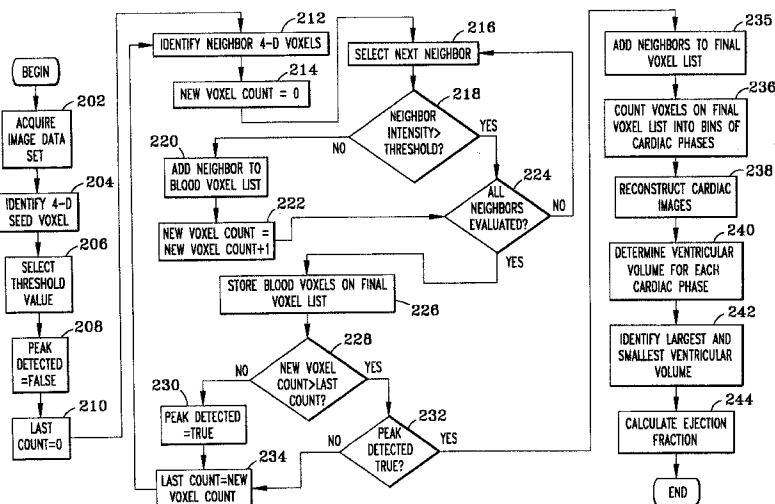 BEGIN
202
ACQUIRE
IMAGE DATA
SET
204
IDENTIFY 4-D
SEED VOXEL
206
SELECT
THRESHOLD
VALUE
208
PEAK
DETECTED
=FALSE
210
LAST
COUNT=0
212
IDENTIFY NEIGHBOR 4-D VOXELS
214
NEW VOXEL COUNT = 0
216
SELECT NEXT NEIGHBOR
218
NEIGHBOR
INTENSITY>
THRESHOLD?
NO
YES
220
ADD NEIGHBOR TO
BLOOD VOXEL LIST
222
NEW VOXEL COUNT =
NEW VOXEL COUNT+1
224
ALL
NEIGHBORS
EVALUATED?
NO
YES
STORE BLOOD VOXELS ON FINAL
VOXEL LIST
226
228
NEW VOXEL
COUNT>LAST
COUNT?
NO
YES
230
PEAK DETECTED
=TRUE
232
PEAK
DETECTED
TRUE?
NO
YES
234
LAST COUNT=NEW
VOXEL COUNT
235
ADD NEIGHBORS TO FINAL
VOXEL LIST
236
COUNT VOXELS ON FINAL
VOXEL LIST INTO BINS OF
CARDIAC PHASES
238
RECONSTRUCT CARDIAC
IMAGES
240
DETERMINE VENTRICULAR
VOLUME FOR EACH
CARDIAC PHASE
242
IDENTIFY LARGEST AND
SMALLEST VENTRICULAR
VOLUME
244
CALCULATE EJECTION
FRACTION
END